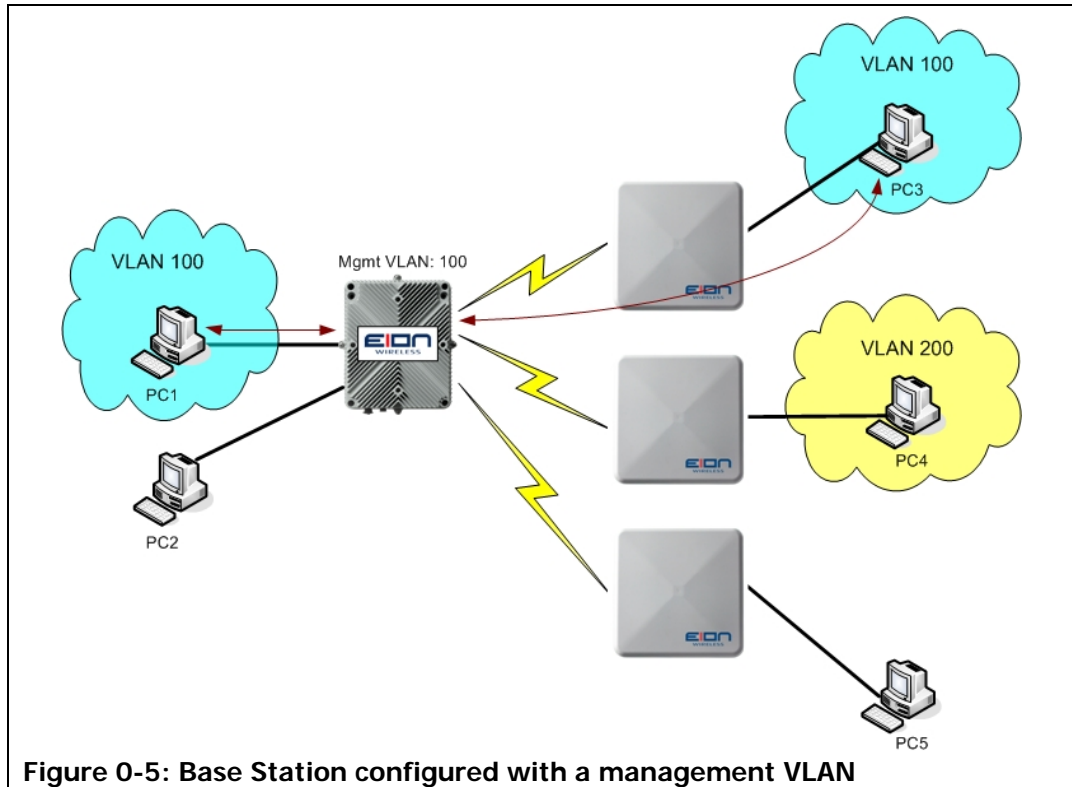 VLAN 100
PC3
VLAN 100
Mgmt VLAN: 100
EION
WIRELESS
EION
WIRELESS
PC1
VLAN 200
EION
WIRELESS
PC4
PC2
EION
WIRELESS
PC5
Figure 0-5: Base Station configured with a management VLAN